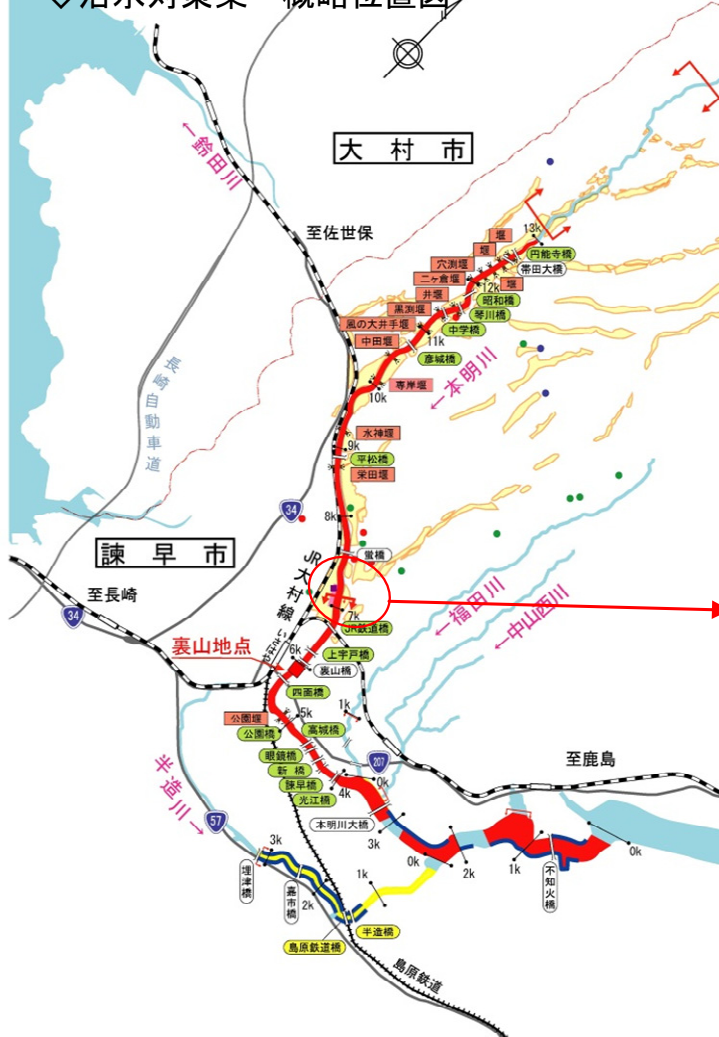 ◇治水対策案 概略位置図
大村市
←鈴田川
至佐世保
堰
13k
堰
円能寺橋
穴渕堰
帯田大橋
二ヶ倉堰
12k
堰
井堰
昭和橋
黒渕堰
琴川橋
風の大井手堰
中学橋
11k
中田堰
彦城橋
長崎自動車道
←本明川
専岸堰
10k
水神堰
9k
平松橋
栄田堰
34
8k
諫早市
蛍橋
JR大村線
至長崎
34
7k
JR鉄道橋
←福田川
←中山西川
裏山地点
いさはや
6k
上宇戸橋
裏山橋
四面橋
1k
公園堰
5k
公園橋
高城橋
眼鏡橋
新橋
諫早橋
光江橋
4k
0k
207
至鹿島
半造川→
57
本明川大橋
3k
3k
0k
2k
1k
不知火橋
0k
埋津橋
嘉市橋
2k
1k
半造橋
島原鉄道橋
島原鉄道